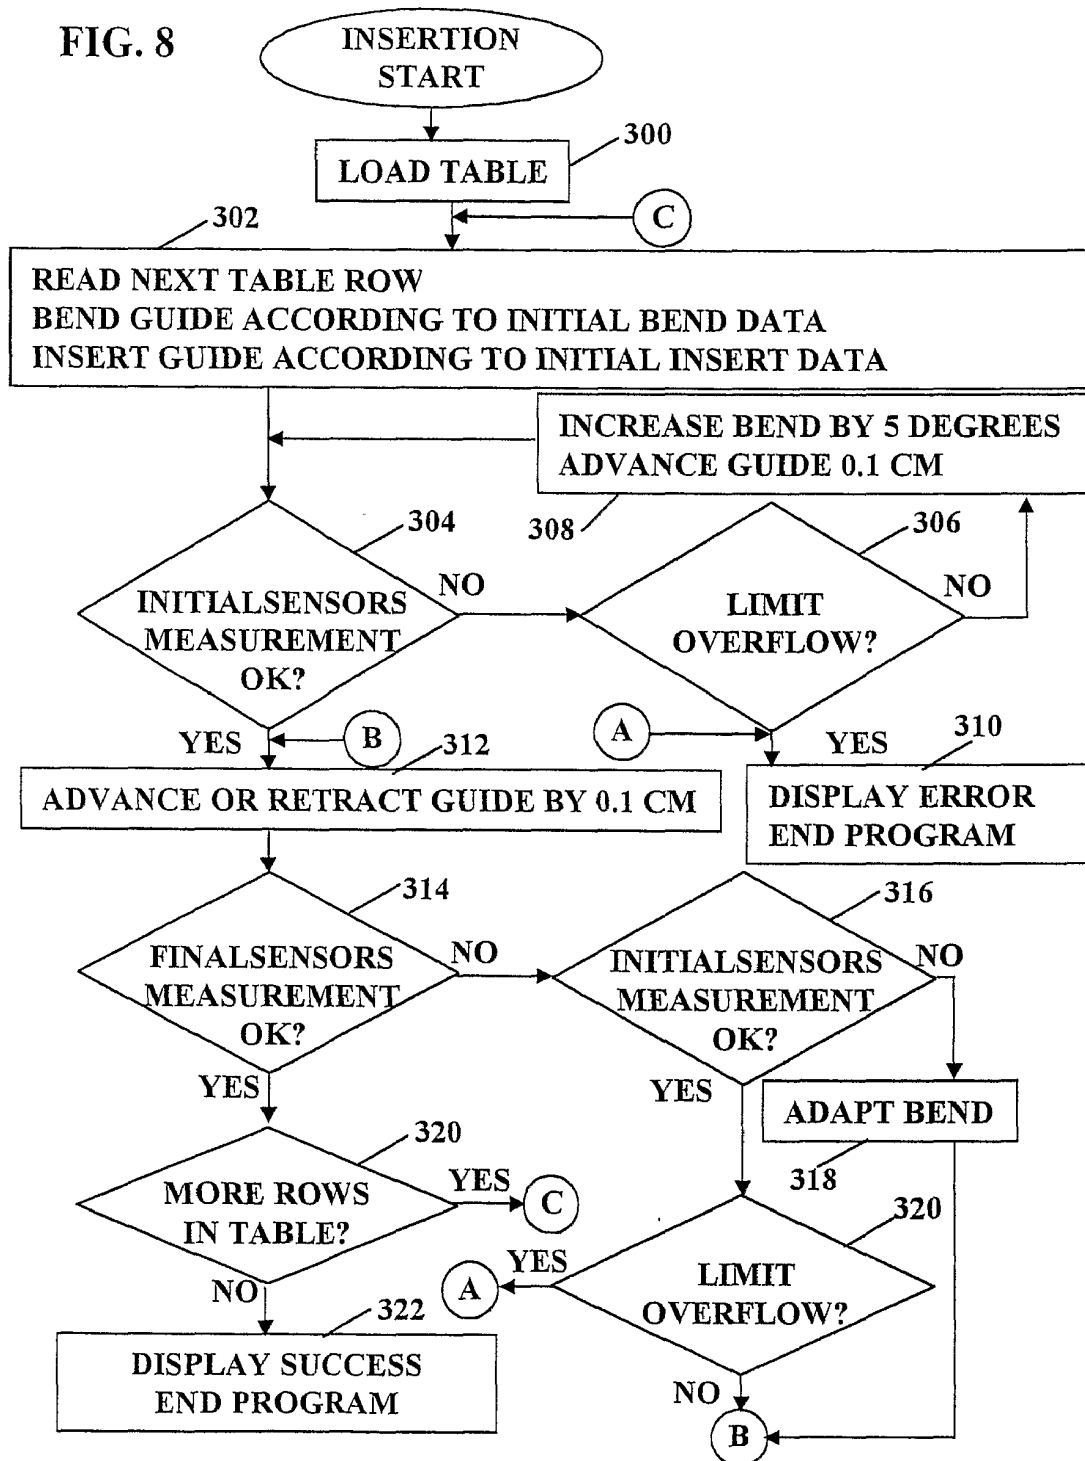 FIG. 8
INSERTION
START
300
LOAD TABLE
C
302
READ NEXT TABLE ROW
BEND GUIDE ACCORDING TO INITIAL BEND DATA
INSERT GUIDE ACCORDING TO INITIAL INSERT DATA
INCREASE BEND BY 5 DEGREES
ADVANCE GUIDE 0.1 CM
308
304
INITIALSENSORS
MEASUREMENT
OK?
NO
306
LIMIT
OVERFLOW?
NO
YES
B
A
YES
310
DISPLAY ERROR
END PROGRAM
312
ADVANCE OR RETRACT GUIDE BY 0.1 CM
314
FINALSENSORS
MEASUREMENT
OK?
NO
316
INITIALSENSORS
MEASUREMENT
OK?
NO
YES
YES
ADAPT BEND
318
320
MORE ROWS
IN TABLE?
YES
C
320
LIMIT
OVERFLOW?
YES
A
NO
322
DISPLAY SUCCESS
END PROGRAM
NO
B